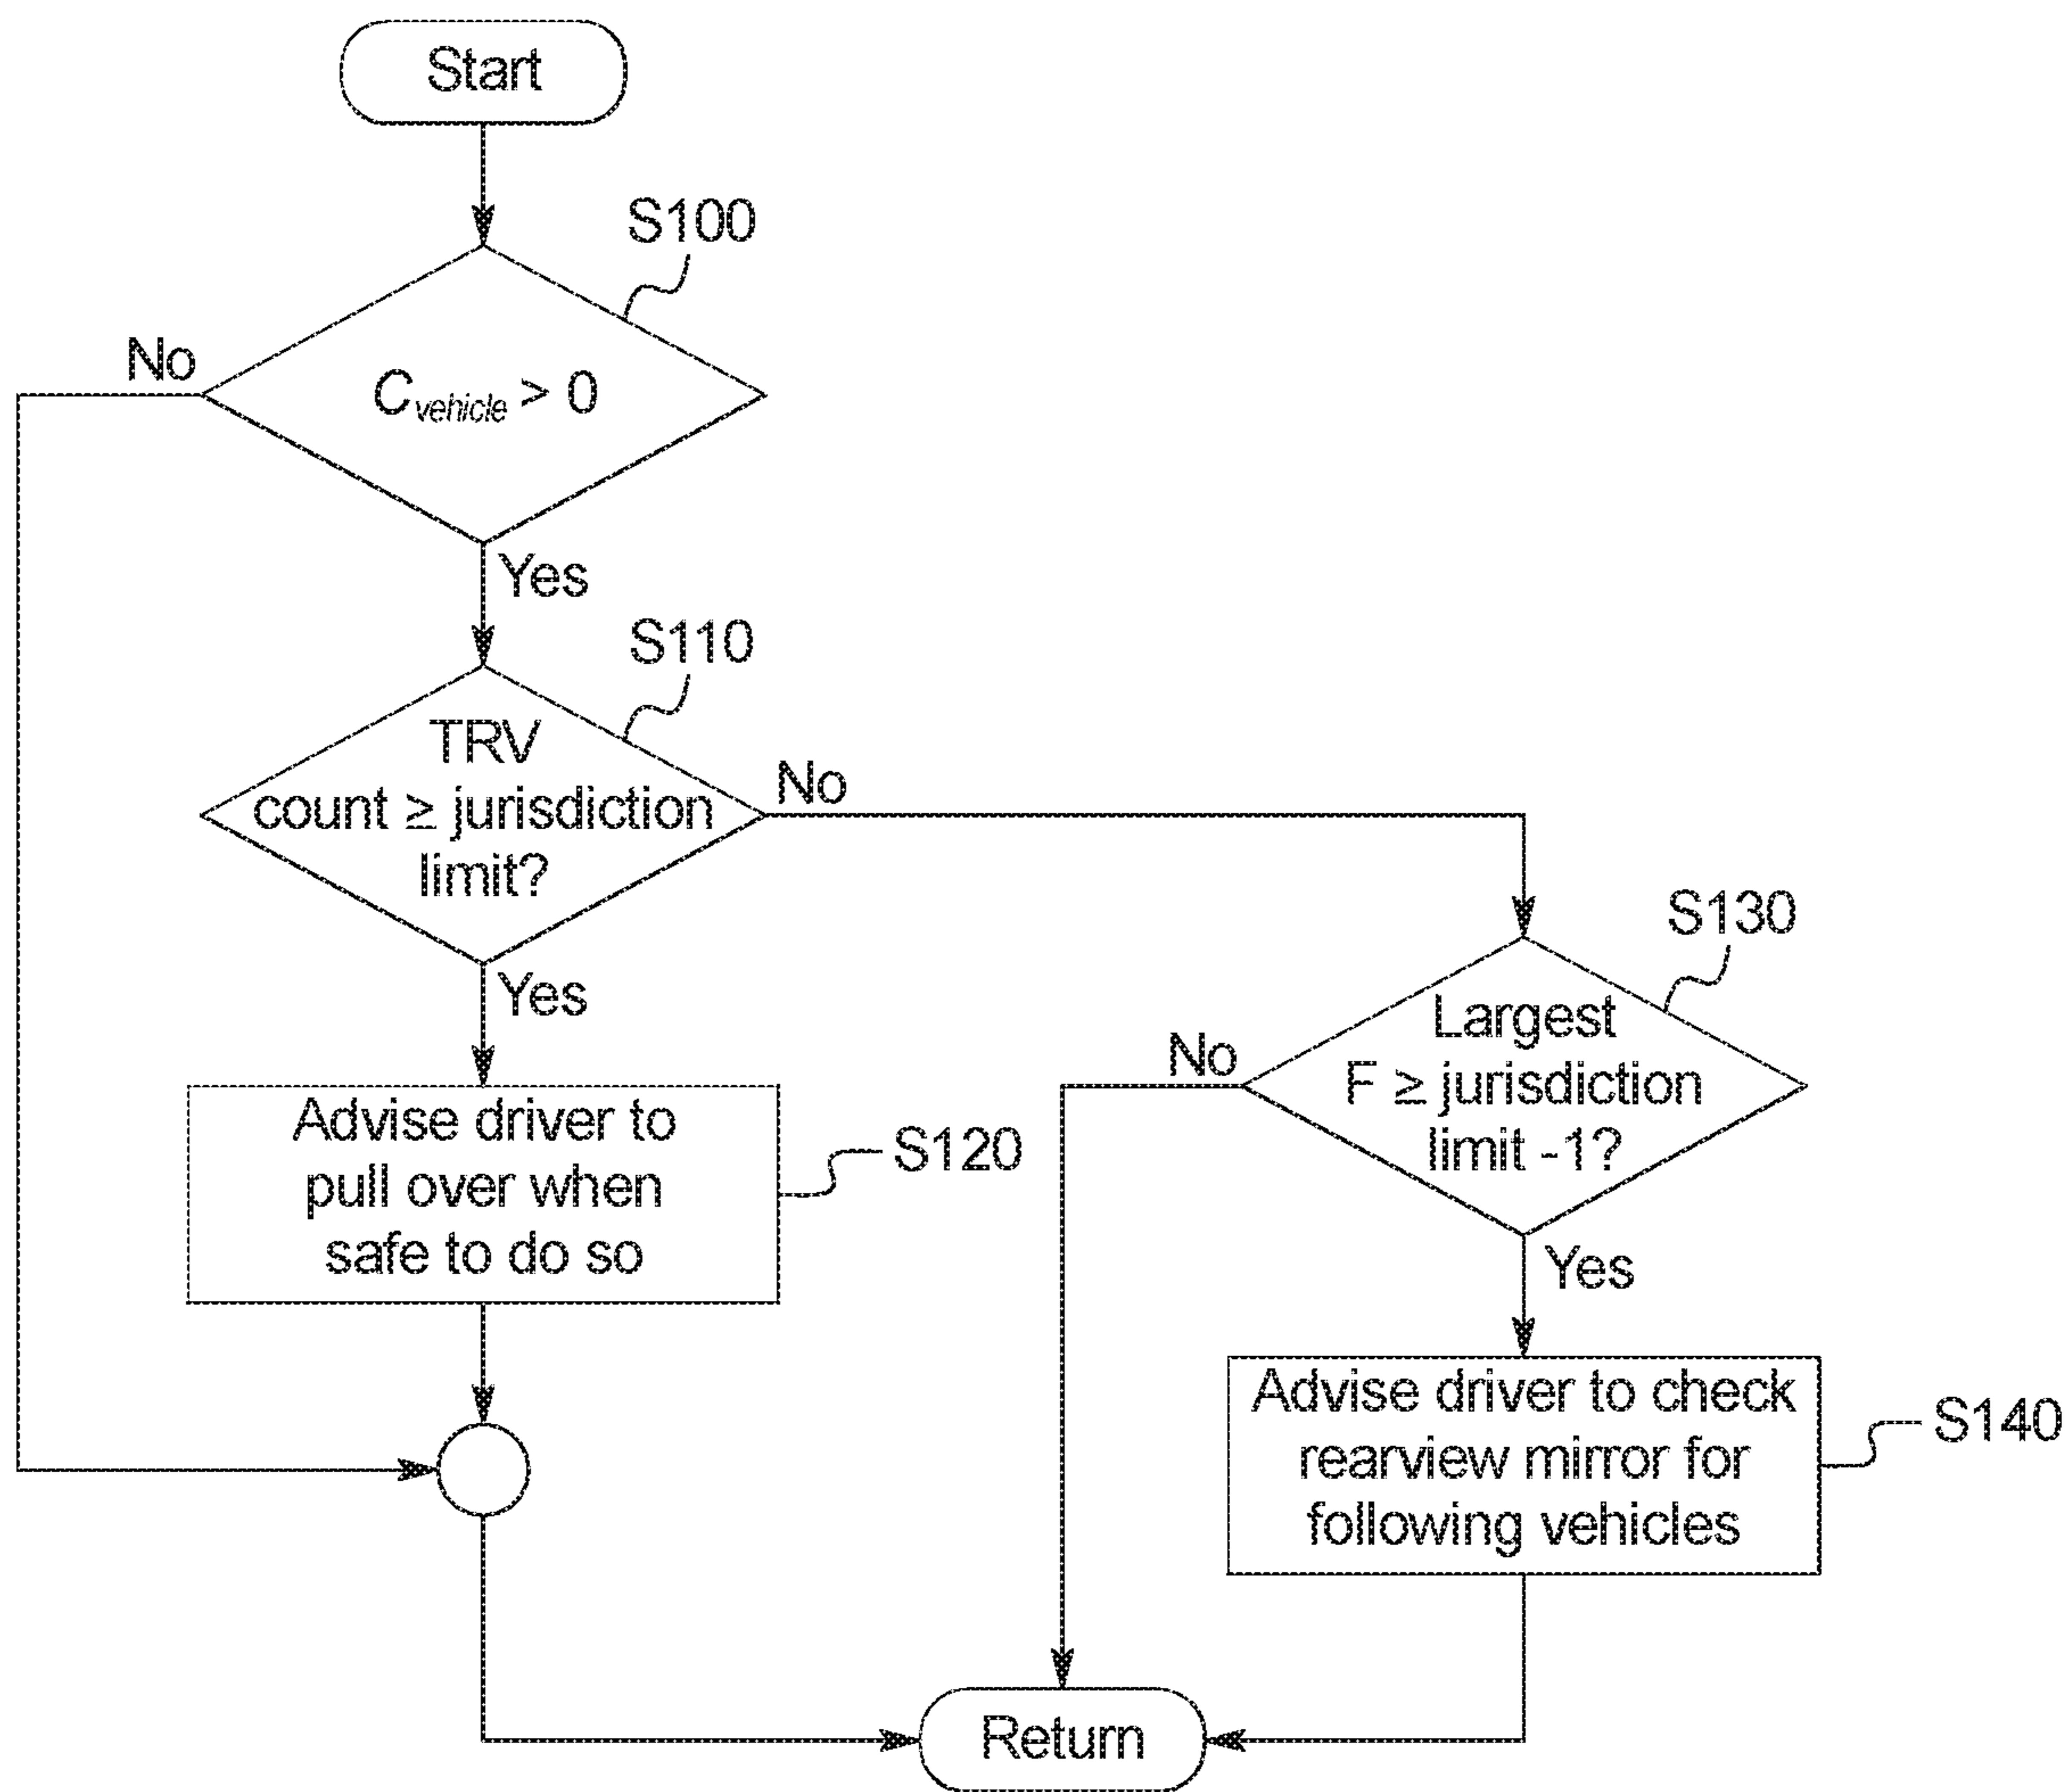 Start
S100
No
Cvehicle > 0
Yes
S110
TRV
count ≥ jurisdiction
limit?
No
Yes
S130
Largest
F ≥ jurisdiction
limit -1?
No
Yes
Advise driver to
pull over when
safe to do so
S120
Advise driver to check
rearview mirror for
following vehicles
S140
Return